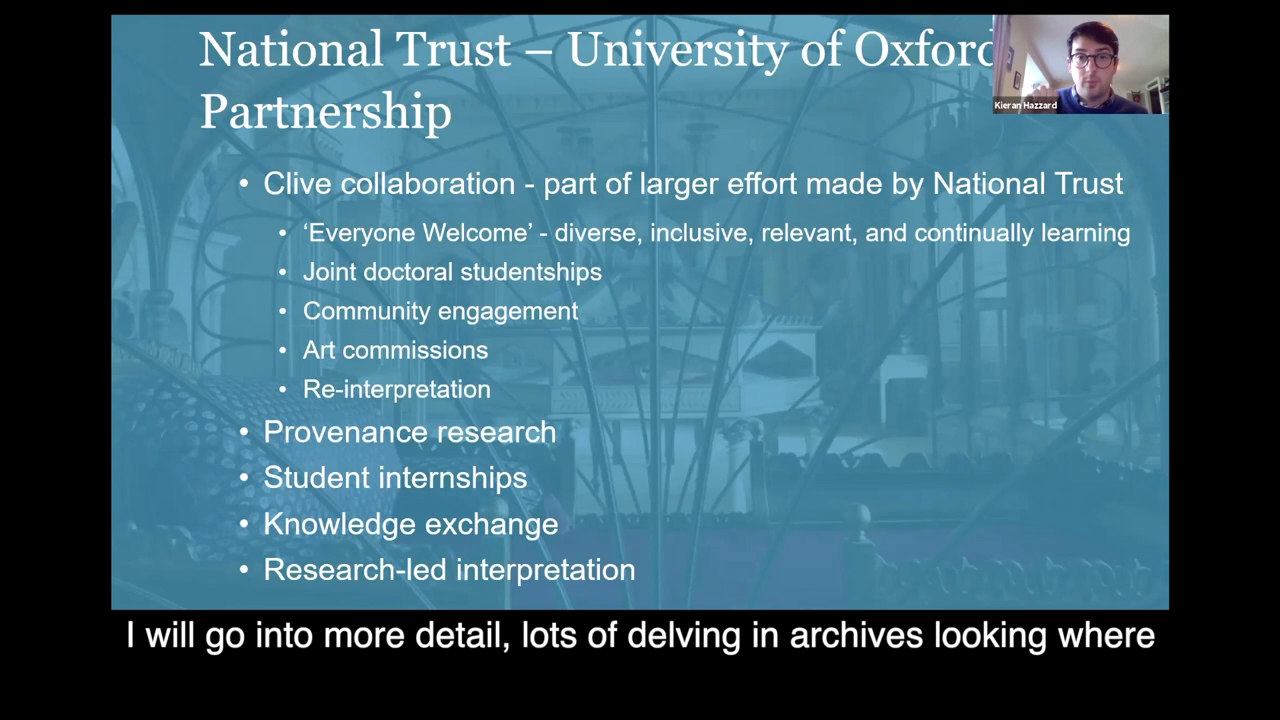 National Trust – University of Oxford
Partnership
Kieran Hazzard
• Clive collaboration - part of larger effort made by National Trust
• ‘Everyone Welcome’ - diverse, inclusive, relevant, and continually learning
• Joint doctoral studentships
• Community engagement
• Art commissions
• Re-interpretation
• Provenance research
• Student internships
• Knowledge exchange
• Research-led interpretation
I will go into more detail, lots of delving in archives looking where